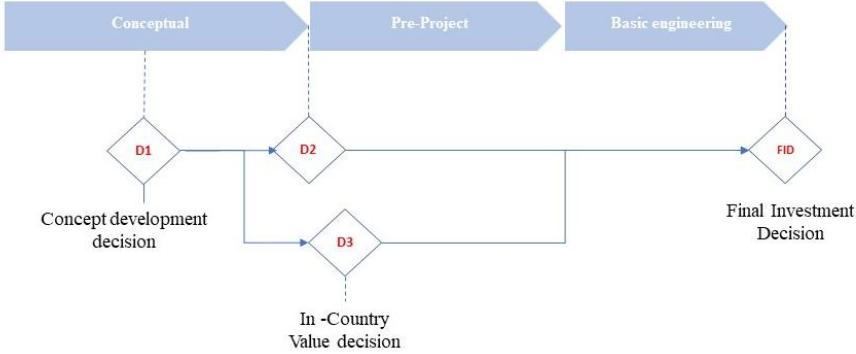 Conceptual
Pre-Project
Basic engineering
D1
D2
FID
Concept development
decision
Final Investment
Decision
D3
In -Country
Value decision